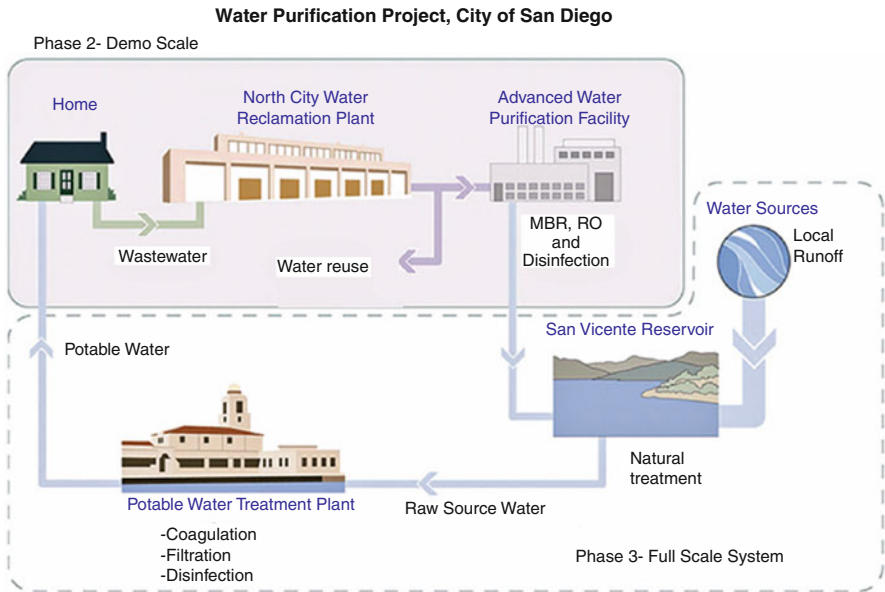 Water Purification Project, City of San Diego
Phase 2- Demo Scale
Home
North City Water
Reclamation Plant
Advanced Water
Purification Facility
Wastewater
Water reuse
MBR, RO
and
Disinfection
Water Sources
Local
Runoff
San Vicente Reservoir
Natural
treatment
Raw Source Water
Potable Water
Potable Water Treatment Plant
-Coagulation
-Filtration
-Disinfection
Phase 3- Full Scale System